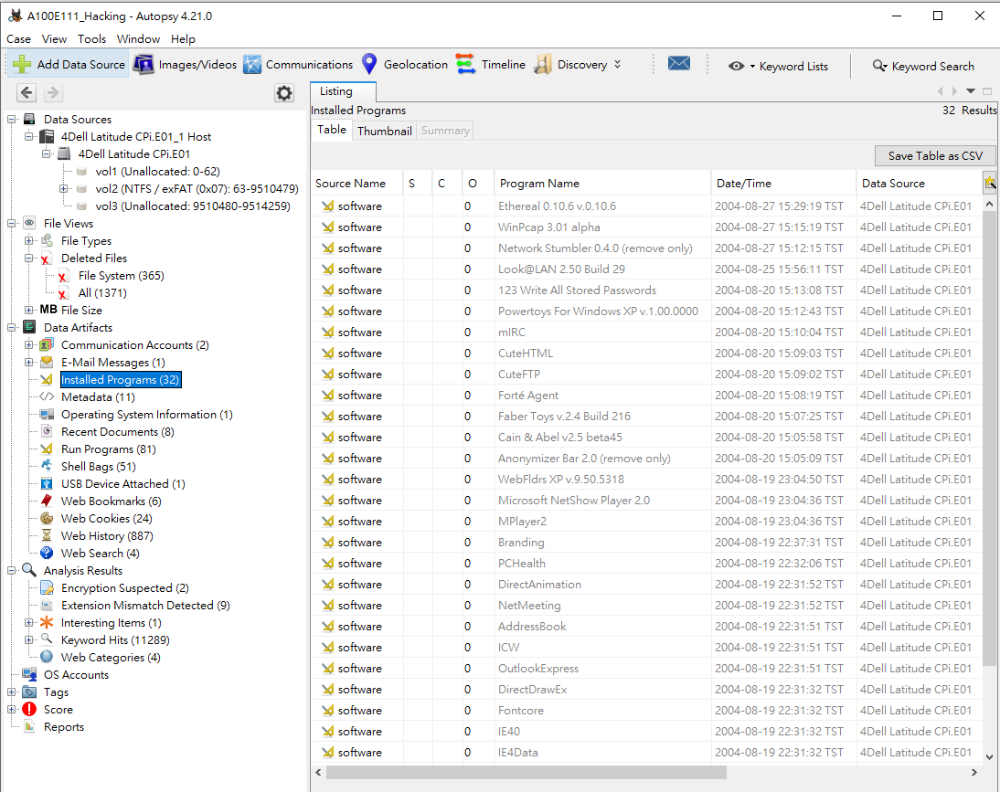 A100E111_Hacking - Autopsy 4.21.0
Case View Tools Window Help
Add Data Source Images/Videos Communications Geolocation Timeline Discovery Keyword Lists Keyword Search
Data Sources
4Dell Latitude CPi.E01_1 Host
4Dell Latitude CPi.E01
vol1 (Unallocated: 0-62)
vol2 (NTFS / exFAT (0x07): 63-9510479)
vol3 (Unallocated: 9510480-9514259)
File Views
File Types
Deleted Files
File System (365)
All (1371)
MB File Size
Data Artifacts
Communication Accounts (2)
E-Mail Messages (1)
Installed Programs (32)
Metadata (11)
Operating System Information (1)
Recent Documents (8)
Run Programs (81)
Shell Bags (51)
USB Device Attached (1)
Web Bookmarks (6)
Web Cookies (24)
Web History (887)
Web Search (4)
Analysis Results
Encryption Suspected (2)
Extension Mismatch Detected (9)
Interesting Items (1)
Keyword Hits (11289)
Web Categories (4)
OS Accounts
Tags
Score
Reports
Listing
Installed Programs 32 Results
Table Thumbnail Summary
Save Table as CSV
Source Name S C O Program Name Date/Time Data Source
software 0 Ethereal 0.10.6 v.0.10.6 2004-08-27 15:29:19 TST 4Dell Latitude CPi.E01
software 0 WinPcap 3.01 alpha 2004-08-27 15:15:19 TST 4Dell Latitude CPi.E01
software 0 Network Stumbler 0.4.0 (remove only) 2004-08-27 15:12:15 TST 4Dell Latitude CPi.E01
software 0 Look@LAN 2.50 Build 29 2004-08-25 15:56:11 TST 4Dell Latitude CPi.E01
software 0 123 Write All Stored Passwords 2004-08-20 15:13:08 TST 4Dell Latitude CPi.E01
software 0 Powertoys For Windows XP v.1.00.0000 2004-08-20 15:12:43 TST 4Dell Latitude CPi.E01
software 0 mIRC 2004-08-20 15:10:04 TST 4Dell Latitude CPi.E01
software 0 CuteHTML 2004-08-20 15:09:03 TST 4Dell Latitude CPi.E01
software 0 CuteFTP 2004-08-20 15:09:02 TST 4Dell Latitude CPi.E01
software 0 Forté Agent 2004-08-20 15:08:19 TST 4Dell Latitude CPi.E01
software 0 Faber Toys v.2.4 Build 216 2004-08-20 15:07:25 TST 4Dell Latitude CPi.E01
software 0 Cain & Abel v2.5 beta45 2004-08-20 15:05:58 TST 4Dell Latitude CPi.E01
software 0 Anonymizer Bar 2.0 (remove only) 2004-08-20 15:05:09 TST 4Dell Latitude CPi.E01
software 0 WebFldrs XP v.9.50.5318 2004-08-19 23:04:50 TST 4Dell Latitude CPi.E01
software 0 Microsoft NetShow Player 2.0 2004-08-19 23:04:36 TST 4Dell Latitude CPi.E01
software 0 MPlayer2 2004-08-19 23:04:36 TST 4Dell Latitude CPi.E01
software 0 Branding 2004-08-19 22:37:31 TST 4Dell Latitude CPi.E01
software 0 PCHealth 2004-08-19 22:32:06 TST 4Dell Latitude CPi.E01
software 0 DirectAnimation 2004-08-19 22:31:52 TST 4Dell Latitude CPi.E01
software 0 NetMeeting 2004-08-19 22:31:52 TST 4Dell Latitude CPi.E01
software 0 AddressBook 2004-08-19 22:31:51 TST 4Dell Latitude CPi.E01
software 0 ICW 2004-08-19 22:31:51 TST 4Dell Latitude CPi.E01
software 0 OutlookExpress 2004-08-19 22:31:51 TST 4Dell Latitude CPi.E01
software 0 DirectDrawEx 2004-08-19 22:31:32 TST 4Dell Latitude CPi.E01
software 0 Fontcore 2004-08-19 22:31:32 TST 4Dell Latitude CPi.E01
software 0 IE40 2004-08-19 22:31:32 TST 4Dell Latitude CPi.E01
software 0 IE4Data 2004-08-19 22:31:32 TST 4Dell Latitude CPi.E01